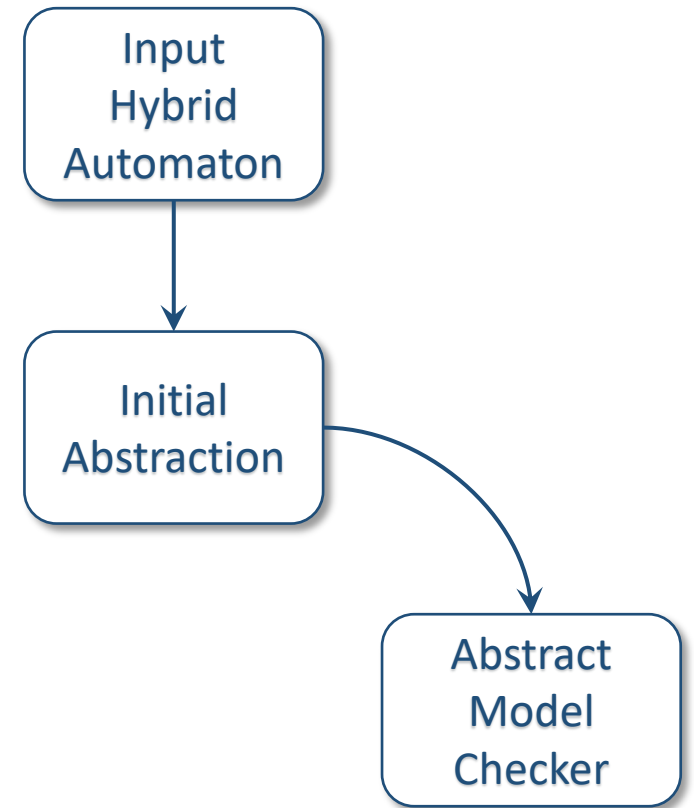 Input
Hybrid
Automaton
Initial
Abstraction
Abstract
Model
Checker